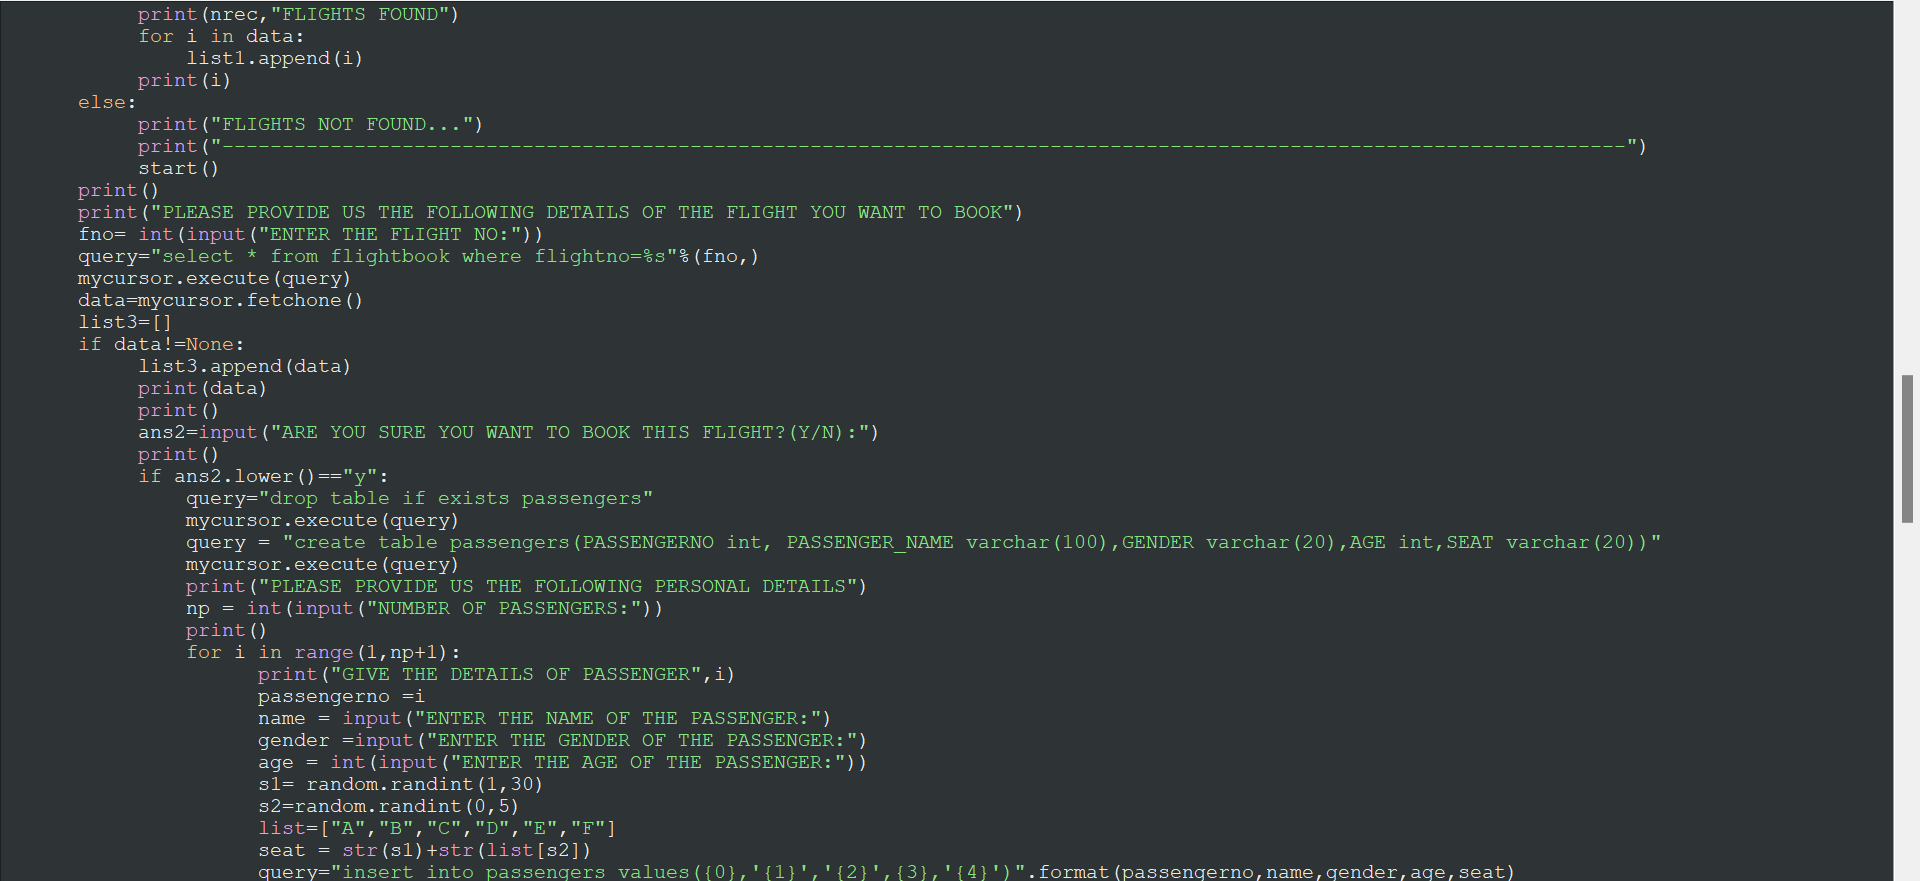 print(nrec,"FLIGHTS FOUND")
for i in data:
list1.append(i)
print(i)
else:
print("FLIGHTS NOT FOUND...")
print("---------------------------------------------------------------------------------------------------------------------")
start()
print()
print("PLEASE PROVIDE US THE FOLLOWING DETAILS OF THE FLIGHT YOU WANT TO BOOK")
fno= int(input("ENTER THE FLIGHT NO:"))
query="select * from flightbook where flightno=%s"%(fno,)
mycursor.execute(query)
data=mycursor.fetchone()
list3=[]
if data!=None:
list3.append(data)
print(data)
print()
ans2=input("ARE YOU SURE YOU WANT TO BOOK THIS FLIGHT?(Y/N):")
print()
if ans2.lower()=="y":
query="drop table if exists passengers"
mycursor.execute(query)
query = "create table passengers(PASSENGERNO int, PASSENGER_NAME varchar(100),GENDER varchar(20),AGE int,SEAT varchar(20))"
mycursor.execute(query)
print("PLEASE PROVIDE US THE FOLLOWING PERSONAL DETAILS")
np = int(input("NUMBER OF PASSENGERS:"))
print()
for i in range(1,np+1):
print("GIVE THE DETAILS OF PASSENGER",i)
passengerno =i
name = input("ENTER THE NAME OF THE PASSENGER:")
gender =input("ENTER THE GENDER OF THE PASSENGER:")
age = int(input("ENTER THE AGE OF THE PASSENGER:"))
s1= random.randint(1,30)
s2=random.randint(0,5)
list=["A","B","C","D","E","F"]
seat = str(s1)+str(list[s2])
query="insert into passengers values({0},'{1}','{2}',{3},'{4}')".format(passengerno,name,gender,age,seat)